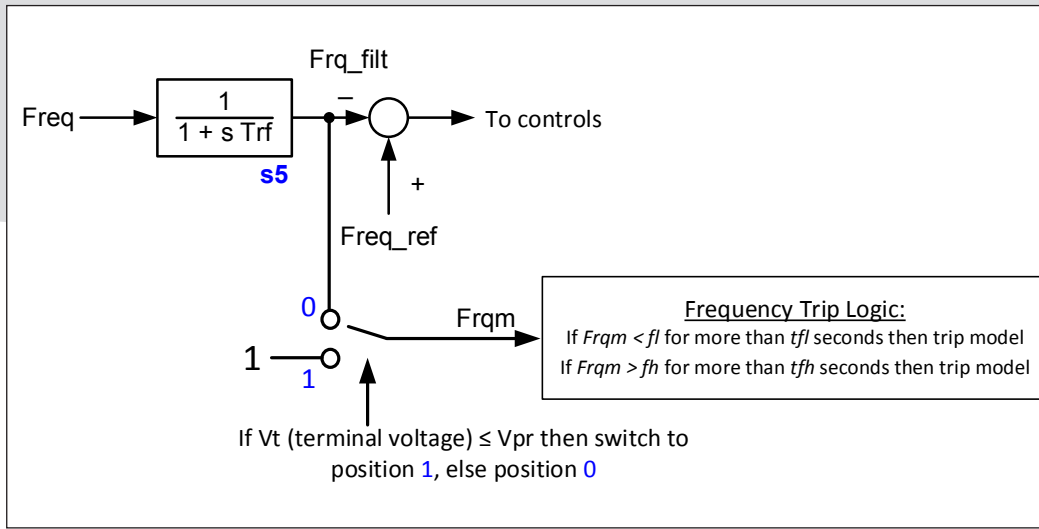 Frq_filt
Freq
1
1 + s Trf
–
To controls
s5
+
Freq_ref
0
Frqm
1
1
Frequency Trip Logic:
If Frqm < fl for more than tfl seconds then trip model
If Frqm > fh for more than tfh seconds then trip model
If Vt (terminal voltage) ≤ Vpr then switch to
position 1, else position 0